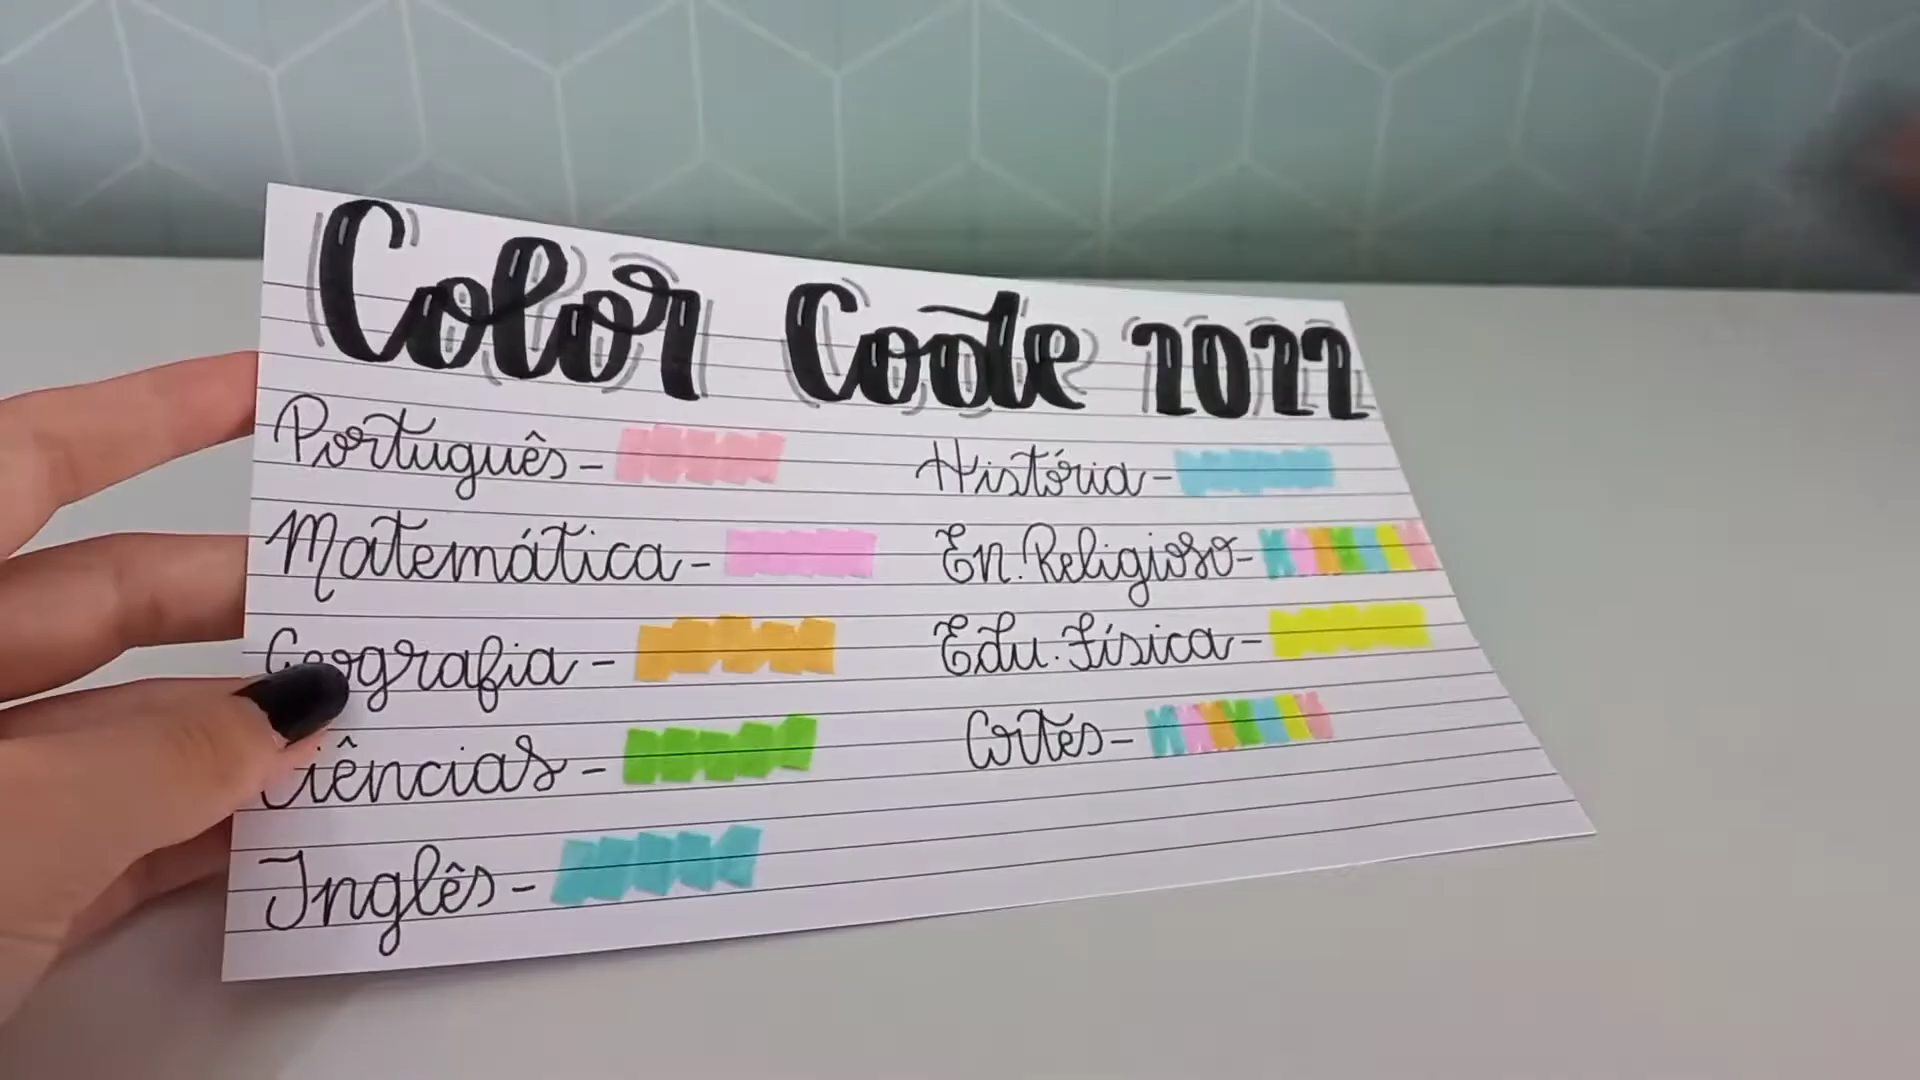 Color Code 2022
Português -
Matemática -
Geografia -
Ciências -
Inglês -
História -
En. Religioso -
Edu. Física -
Artes -